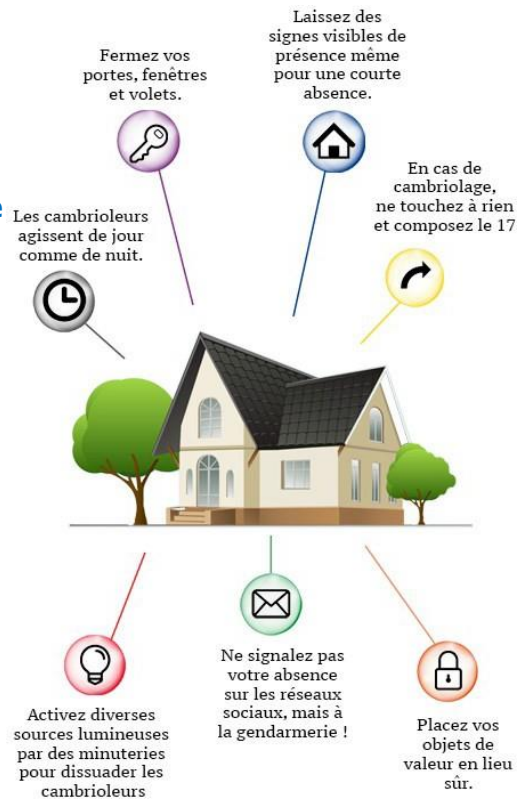 Laissez des
signes visibles de
présence même
pour une courte
absence.
Fermez vos
portes, fenêtres
et volets.
En cas de
cambriolage,
ne touchez à rien
et composez le 17
e
Les cambrioleurs
agissent de jour
comme de nuit.
Ne signalez pas
votre absence
sur les réseaux
sociaux, mais à
la gendarmerie !
Activez diverses
sources lumineuses
par des minuteries
pour dissuader les
cambrioleurs
Placez vos
objets de
valeur en lieu
sûr.